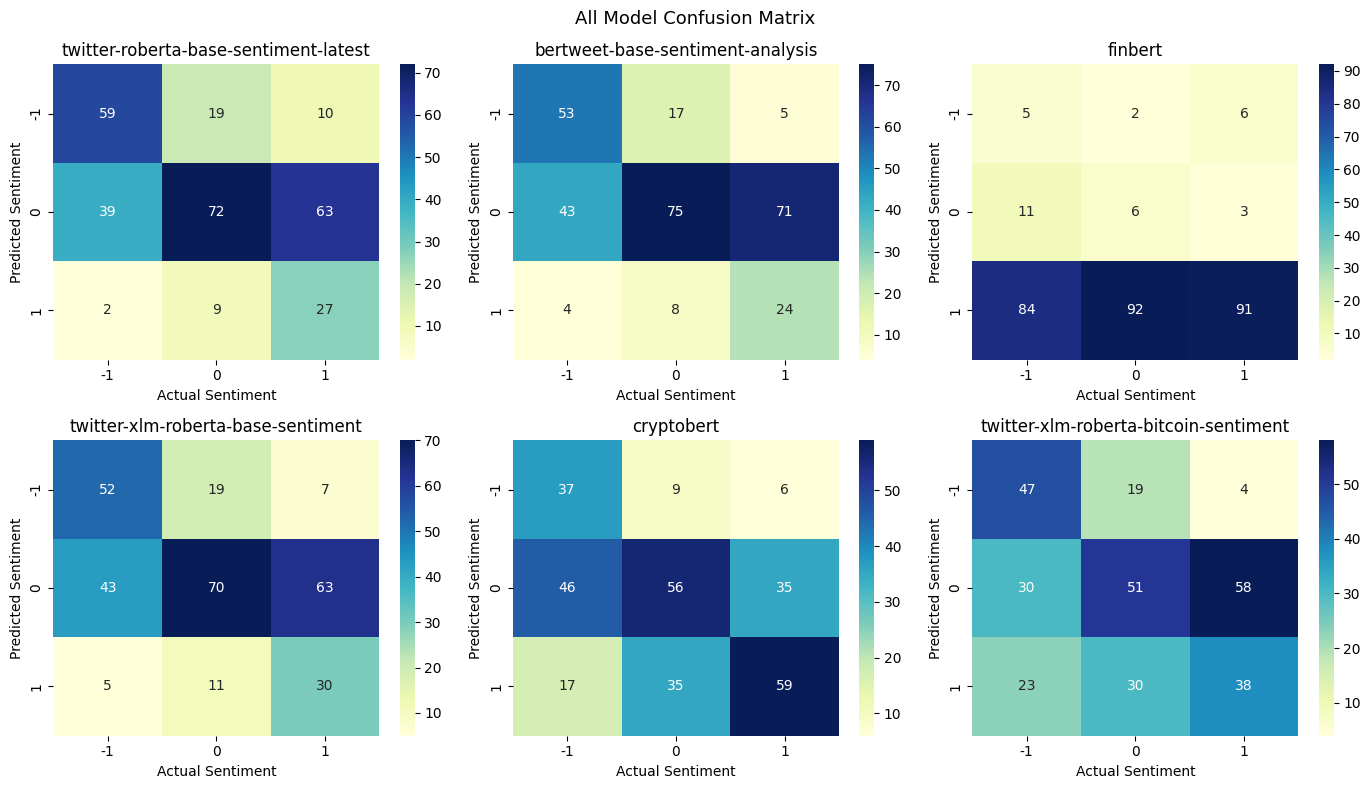 All Model Confusion Matrix
twitter-roberta-base-sentiment-latest
-1 59 19 10
0 39 72 63
1 2 9 27
-1 0 1
Predicted Sentiment
Actual Sentiment
70
60
50
40
30
20
10
bertweet-base-sentiment-analysis
-1 53 17 5
0 43 75 71
1 4 8 24
-1 0 1
Predicted Sentiment
Actual Sentiment
70
60
50
40
30
20
10
finbert
-1 5 2 6
0 11 6 3
1 84 92 91
-1 0 1
Predicted Sentiment
Actual Sentiment
90
80
70
60
50
40
30
20
10
twitter-xlm-roberta-base-sentiment
-1 52 19 7
0 43 70 63
1 5 11 30
-1 0 1
Predicted Sentiment
Actual Sentiment
70
60
50
40
30
20
10
cryptobert
-1 37 9 6
0 46 56 35
1 17 35 59
-1 0 1
Predicted Sentiment
Actual Sentiment
50
40
30
20
10
twitter-xlm-roberta-bitcoin-sentiment
-1 47 19 4
0 30 51 58
1 23 30 38
-1 0 1
Predicted Sentiment
Actual Sentiment
50
40
30
20
10